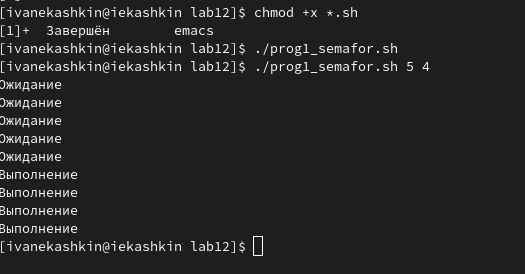 [ivanekashkin@iekashkin lab12]$ chmod +x *.sh
[1]+  Завершён        emacs
[ivanekashkin@iekashkin lab12]$ ./prog1_semafor.sh
[ivanekashkin@iekashkin lab12]$ ./prog1_semafor.sh 5 4
Ожидание
Ожидание
Ожидание
Ожидание
Ожидание
Выполнение
Выполнение
Выполнение
Выполнение
[ivanekashkin@iekashkin lab12]$